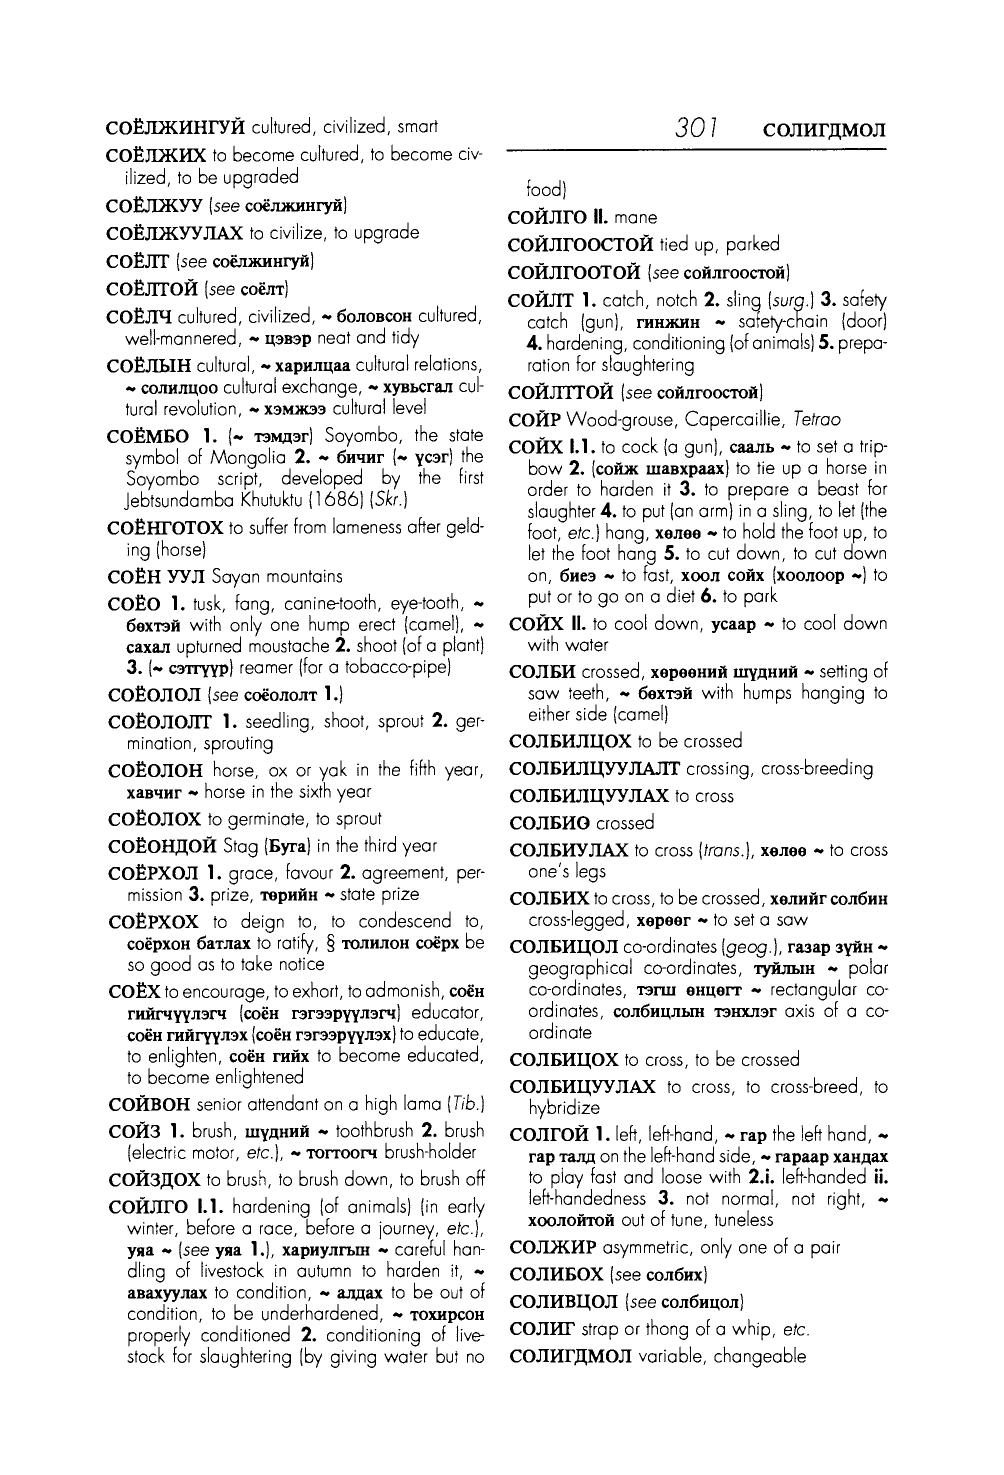 СОЁЛЖИНГУЙ cultured, civilized, smart
СОЁЛЖИХ to become cultured, to become civ-
ilized, to be upgraded
СОЁЛЖУУ (see соёлжингуй)
СОЁЛЖУУЛАХ to civilize, to upgrade
СОЁЛТ (see соёлжингуй)
СОЁЛТОЙ (see соёлт)
СОЁЛЧ cultured, civilized, ~ боловсон cultured,
well-mannered, ~ цэвэр neat and tidy
СОЁЛЫН cultural, ~ харилцаа cultural relations,
~ солилцоо cultural exchange, ~ хувьсгал cul-
tural revolution, ~ хэмжээ cultural level
СОЁМБО 1. (~ тэмдэг) Soyombo, the state
symbol of Mongolia 2. ~ бичиг (~ үсэг) the
Soyombo script, developed by the first
Jebtsundamba Khutuktu (1686) (Skr.)
СОЁНГОТОХ to suffer from lameness after geld-
ing (horse)
СОЁН УУЛ Sayan mountains
СОЁО 1. tusk, fang, canine-tooth, eye-tooth, ~
бөхтэй with only one hump erect (camel), ~
сахал upturned moustache 2. shoot (of a plant)
3. (~ сэтгүүр) reamer (for a tobacco-pipe)
СОЁОЛОЛ (see соёололт 1.)
СОЁОЛОЛТ 1. seedling, shoot, sprout 2. ger-
mination, sprouting
СОЁОЛОН horse, ox or yak in the fifth year,
хавчиг ~ horse in the sixth year
СОЁОЛОХ to germinate, to sprout
СОЁОНДОЙ Stag (Буга) in the third year
СОЁРХОЛ 1. grace, favour 2. agreement, per-
mission 3. prize, төрийн ~ state prize
СОЁРХОХ to deign to, to condescend to,
соёрхон батлах to ratify, § толилон соёрх be
so good as to take notice
СОЁХ to encourage, to exhort, to admonish, соён
гийгчүүлэгч (соён гэгээрүүлэгч) educator,
соён гийгүүлэх (соён гэгээрүүлэх) to educate,
to enlighten, соён гийх to become educated,
to become enlightened
СОЙВОН senior attendant on a high lama (Tib.)
СОЙЗ 1. brush, шүдний ~ toothbrush 2. brush
(electric motor, etc.), ~ тогтоогч brush-holder
СОЙЗДОХ to brush, to brush down, to brush off
СОЙЛГО I.1. hardening (of animals) (in early
winter, before a race, before a journey, etc.),
уяа ~ (see уяа 1.), хариулгын ~ careful han-
dling of livestock in autumn to harden it, ~
авахуулах to condition, ~ алдах to be out of
condition, to be underhardened, ~ тохирсон
properly conditioned 2. conditioning of live-
stock for slaughtering (by giving water but no
301 СОЛИГДМОЛ
food)
СОЙЛГО II. mane
СОЙЛГООСТОЙ tied up, parked
СОЙЛГООТОЙ (see сойлгоостой)
СОЙЛТ 1. catch, notch 2. sling (surg.) 3. safety
catch (gun), гинжин ~ safety-chain (door)
4. hardening, conditioning (of animals) 5. prepa-
ration for slaughtering
СОЙЛТТОЙ (see сойлгоостой)
СОЙР Wood-grouse, Capercaillie, Tetrao
СОЙХ I.1. to cock (a gun), сааль ~ to set a trip-
bow 2. (сойж шавхраах) to tie up a horse in
order to harden it 3. to prepare a beast for
slaughter 4. to put (an arm) in a sling, to let (the
foot, etc.) hang, хөлөө ~ to hold the foot up, to
let the foot hang 5. to cut down, to cut down
on, биеэ ~ to fast, хоол сойх (хоолоор ~) to
put or to go on a diet 6. to park
СОЙХ II. to cool down, усаар ~ to cool down
with water
СОЛБИ crossed, хөрөөний шүдний ~ setting of
saw teeth, ~ бөхтэй with humps hanging to
either side (camel)
СОЛБИЛЦОХ to be crossed
СОЛБИЛЦУУЛАЛТ crossing, cross-breeding
СОЛБИЛЦУУЛАХ to cross
СОЛБИО crossed
СОЛБИУЛАХ to cross (trans.), хөлөө ~ to cross
one's legs
СОЛБИХ to cross, to be crossed, хөлийг солбин
cross-legged, хөрөөг ~ to set a saw
СОЛБИЦОЛ co-ordinates (geog.), газар зүйн ~
geographical co-ordinates, туйлын ~ polar
co-ordinates, тэгш өнцөгт ~ rectangular co-
ordinates, солбицлын тэнхлэг axis of a co-
ordinate
СОЛБИЦОХ to cross, to be crossed
СОЛБИЦУУЛАХ to cross, to cross-breed, to
hybridize
СОЛГОЙ 1. left, left-hand, ~ гар the left hand, ~
гар талд on the left-hand side, ~ гараар хандах
to play fast and loose with 2.i. left-handed ii.
left-handedness 3. not normal, not right, ~
хоолойтой out of tune, tuneless
СОЛЖИР asymmetric, only one of a pair
СОЛИБОХ (see солбих)
СОЛИВЦОЛ (see солбицол)
СОЛИГ strap or thong of a whip, etc.
СОЛИГДМОЛ variable, changeable